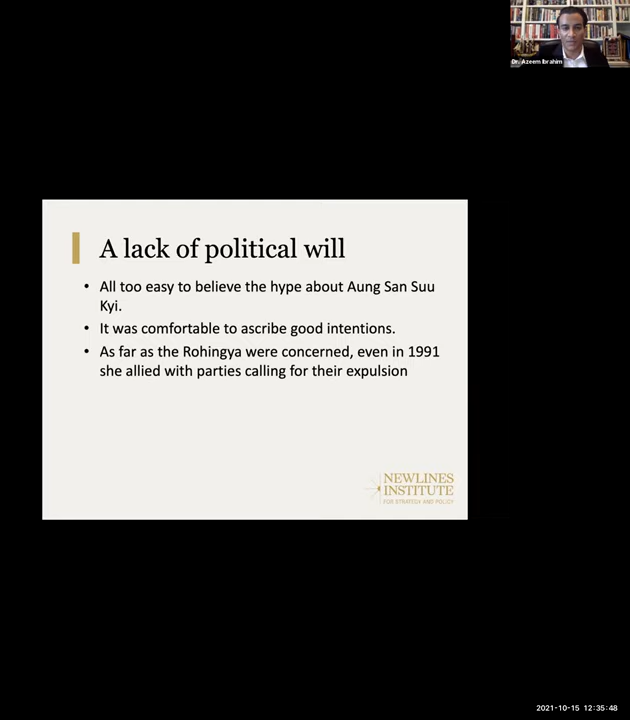 Dr. Azeem Ibrahim
A lack of political will
• All too easy to believe the hype about Aung San Suu
Kyi.
• It was comfortable to ascribe good intentions.
• As far as the Rohingya were concerned, even in 1991
she allied with parties calling for their expulsion
NEWLINES
INSTITUTE
FOR STRATEGY AND POLICY
2021-10-15 12:35:48